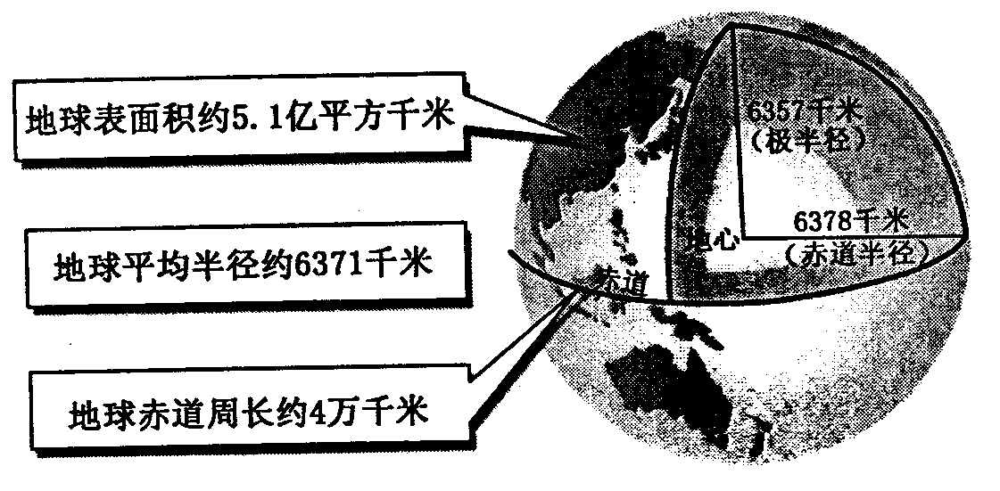 地球表面积约5.1亿平方千米
地球平均半径约6371千米
地球赤道周长约4万千米
6357千米
(极半径)
6378千米
(赤道半径)
地心
赤道